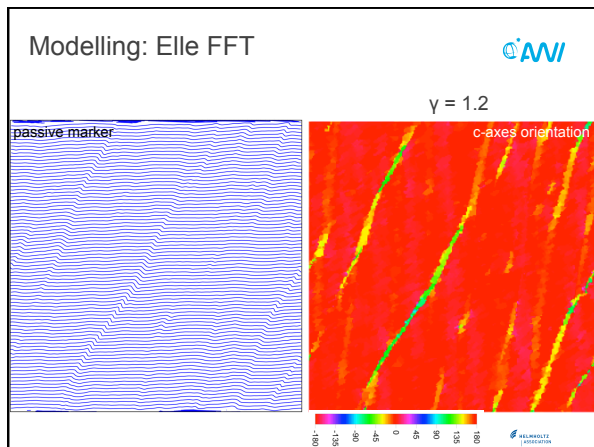 Modelling: Elle FFT
AWI
γ = 1.2
passive marker
c-axes orientation
-180 -135 -90 -45 0 45 90 135 180
HELMHOLTZ
ASSOCIATION